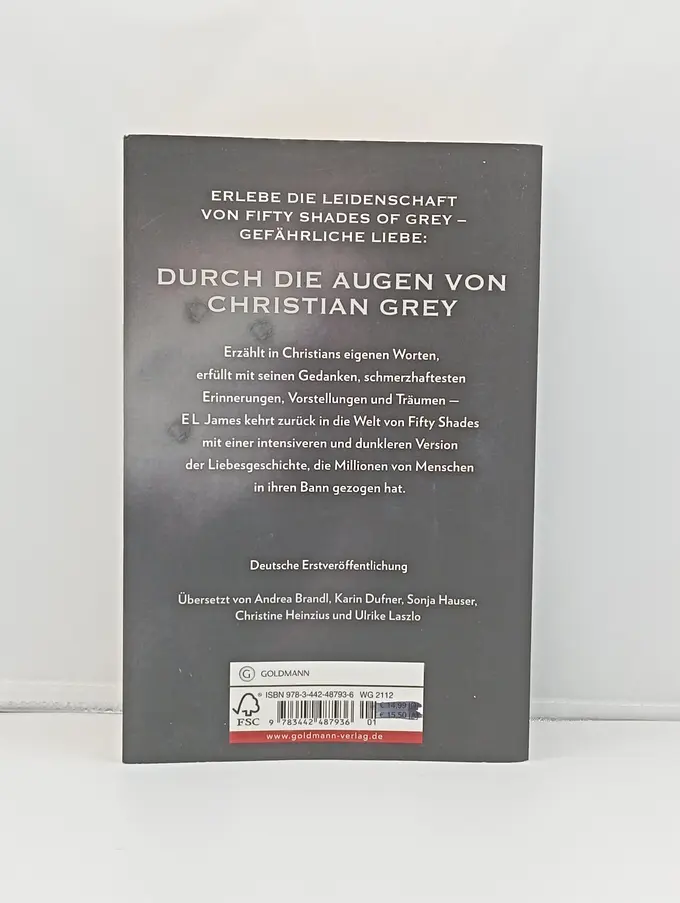 ERLEBE DIE LEIDENSCHAFT
VON FIFTY SHADES OF GREY –
GEFÄHRLICHE LIEBE:
DURCH DIE AUGEN VON
CHRISTIAN GREY
Erzählt in Christians eigenen Worten,
erfüllt mit seinen Gedanken, schmerzhaftesten
Erinnerungen, Vorstellungen und Träumen —
E L James kehrt zurück in die Welt von Fifty Shades
mit einer intensiveren und dunkleren Version
der Liebesgeschichte, die Millionen von Menschen
in ihren Bann gezogen hat.
Deutsche Erstveröffentlichung
Übersetzt von Andrea Brandl, Karin Dufner, Sonja Hauser,
Christine Heinzius und Ulrike Laszlo
G GOLDMANN
ISBN 978-3-442-48793-6 WG 2112
€ 14,99
€ 15,50
FSC
9 783442 487936 01
www.goldmann-verlag.de